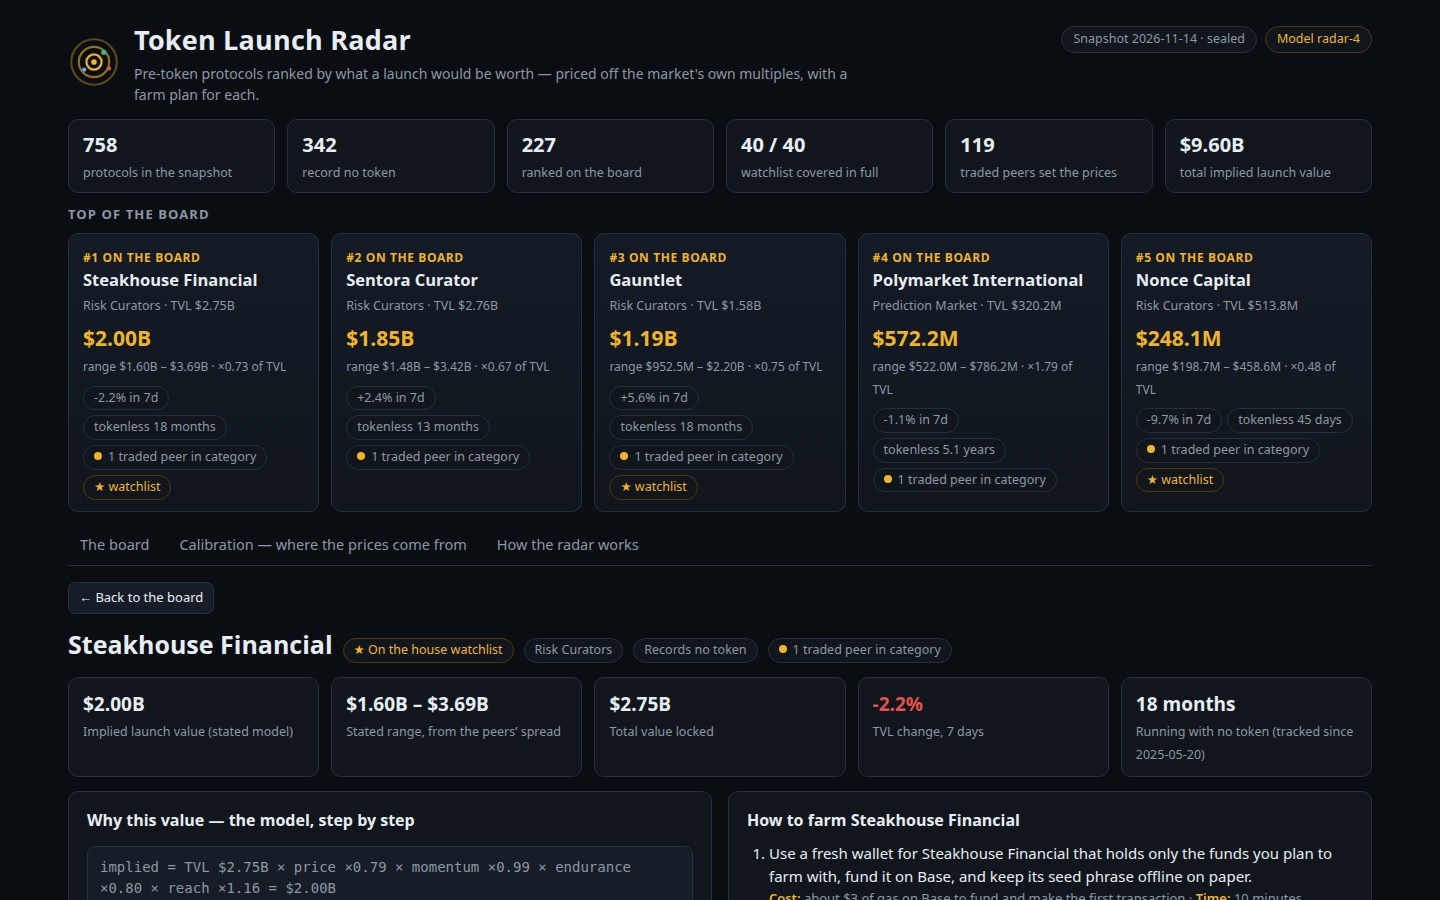 Token Launch Radar
Pre-token protocols ranked by what a launch would be worth — priced off the market's own multiples, with a
farm plan for each.
Snapshot 2026-11-14 · sealed
Model radar-4
758
protocols in the snapshot
342
record no token
227
ranked on the board
40 / 40
watchlist covered in full
119
traded peers set the prices
$9.60B
total implied launch value
TOP OF THE BOARD
#1 ON THE BOARD
Steakhouse Financial
Risk Curators · TVL $2.75B
$2.00B
range $1.60B – $3.69B · ×0.73 of TVL
-2.2% in 7d
tokenless 18 months
1 traded peer in category
★ watchlist
#2 ON THE BOARD
Sentora Curator
Risk Curators · TVL $2.76B
$1.85B
range $1.48B – $3.42B · ×0.67 of TVL
+2.4% in 7d
tokenless 13 months
1 traded peer in category
#3 ON THE BOARD
Gauntlet
Risk Curators · TVL $1.58B
$1.19B
range $952.5M – $2.20B · ×0.75 of TVL
+5.6% in 7d
tokenless 18 months
1 traded peer in category
★ watchlist
#4 ON THE BOARD
Polymarket International
Prediction Market · TVL $320.2M
$572.2M
range $522.0M – $786.2M · ×1.79 of
TVL
-1.1% in 7d
tokenless 5.1 years
1 traded peer in category
#5 ON THE BOARD
Nonce Capital
Risk Curators · TVL $513.8M
$248.1M
range $198.7M – $458.6M · ×0.48 of
TVL
-9.7% in 7d
tokenless 45 days
1 traded peer in category
★ watchlist
The board
Calibration — where the prices come from
How the radar works
← Back to the board
Steakhouse Financial
★ On the house watchlist
Risk Curators
Records no token
1 traded peer in category
$2.00B
Implied launch value (stated model)
$1.60B – $3.69B
Stated range, from the peers’ spread
$2.75B
Total value locked
-2.2%
TVL change, 7 days
18 months
Running with no token (tracked since
2025-05-20)
Why this value — the model, step by step
implied = TVL $2.75B × price ×0.79 × momentum ×0.99 × endurance
×0.80 × reach ×1.16 = $2.00B
How to farm Steakhouse Financial
1. Use a fresh wallet for Steakhouse Financial that holds only the funds you plan to
farm with, fund it on Base, and keep its seed phrase offline on paper.
Cost: about $3 of gas on Base to fund and make the first transaction · Time: 10 minutes